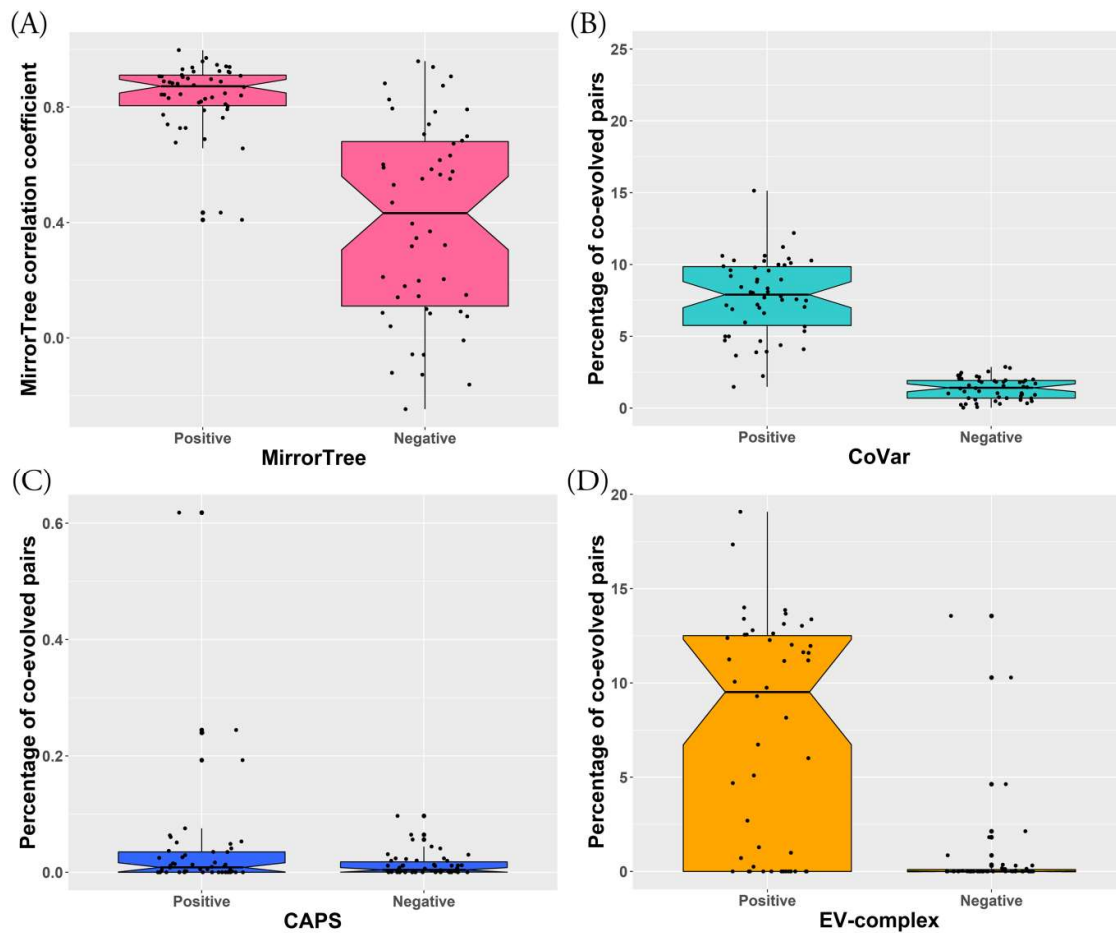 (A)
MirrorTree correlation coefficient
0.8
0.4
0.0
Positive
Negative
MirrorTree
(B)
Percentage of co-evolved pairs
25
20
15
10
5
0
Positive
Negative
CoVar
(C)
Percentage of co-evolved pairs
0.6
0.4
0.2
0.0
Positive
Negative
CAPS
(D)
Percentage of co-evolved pairs
20
15
10
5
0
Positive
Negative
EV-complex